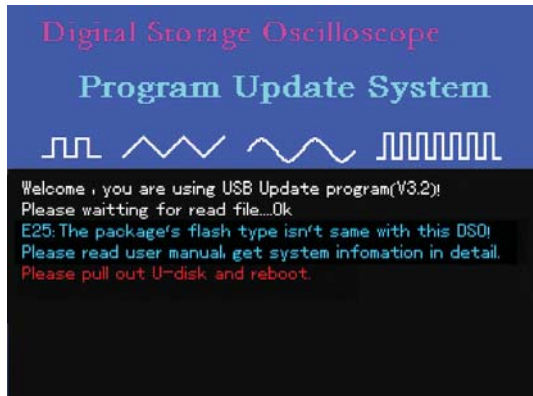 Digital Storage Oscilloscope
Program Update System
Welcome , you are using USB Update program(V3.2)!
Please waitting for read file....Ok
E25: The package's flash type isn't same with this DSO!
Please read user manual, get system infomation in detail.
Please pull out U-disk and reboot.